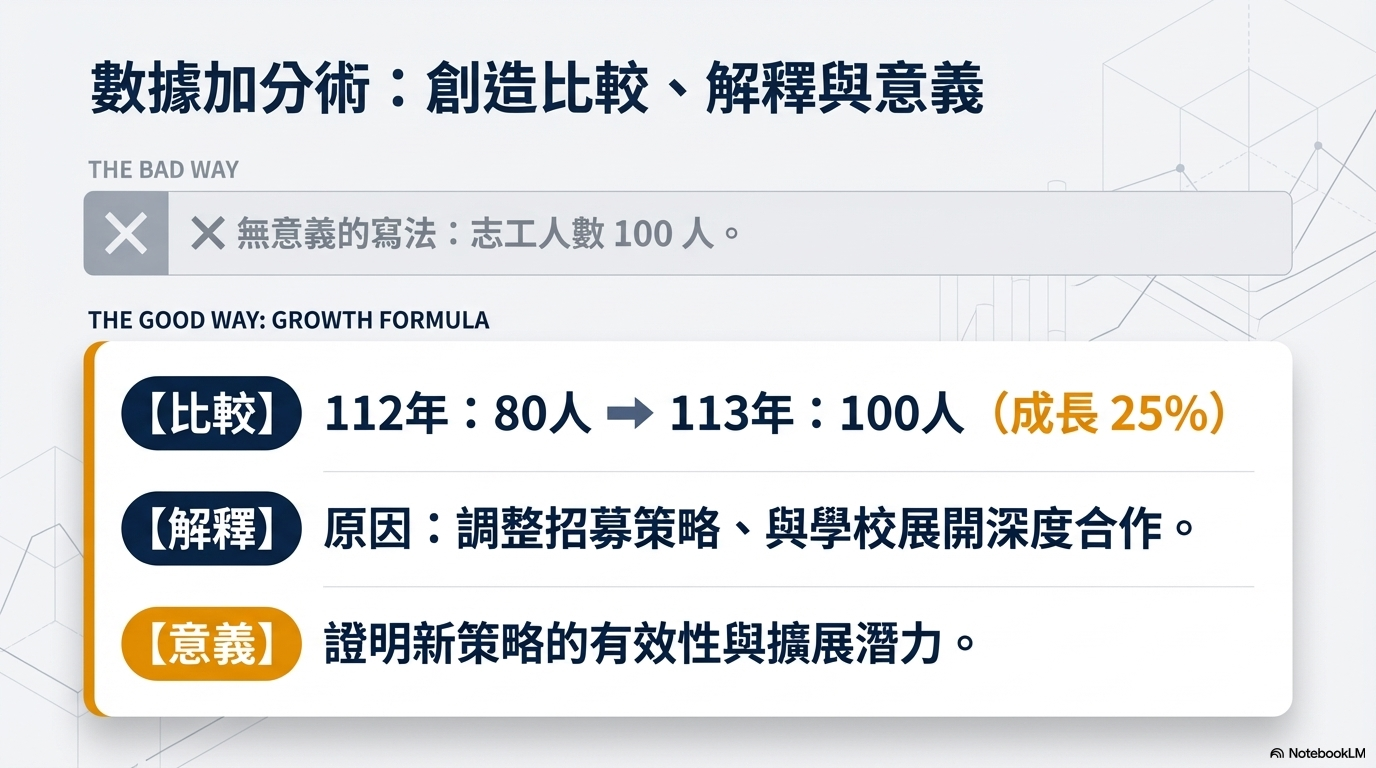 數據加分術：創造比較、解釋與意義
THE BAD WAY
✕ ✕ 無意義的寫法：志工人數 100 人。
THE GOOD WAY: GROWTH FORMULA
【比較】 112年：80人 ➡ 113年：100人（成長 25%）
【解釋】 原因：調整招募策略、與學校展開深度合作。
【意義】 證明新策略的有效性與擴展潛力。
NotebookLM